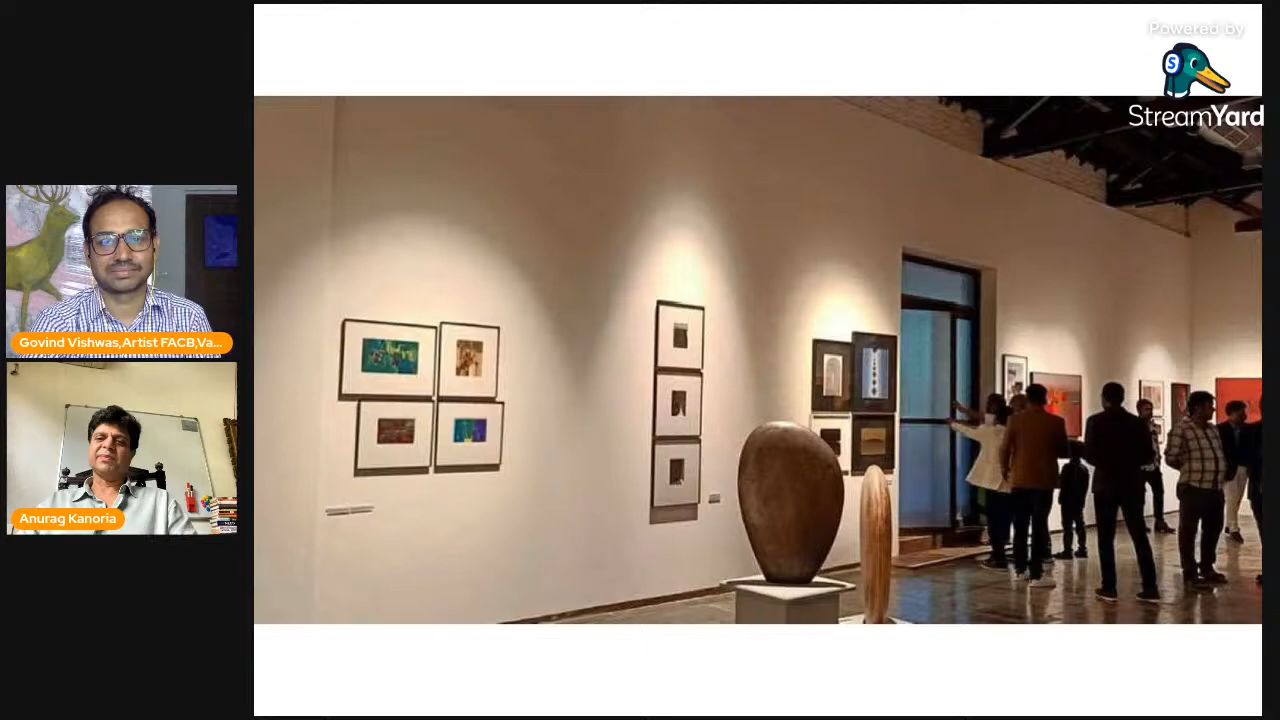 Powered by
S
StreamYard
Govind Vishwas,Artist FACB,Va...
Anurag Kanoria